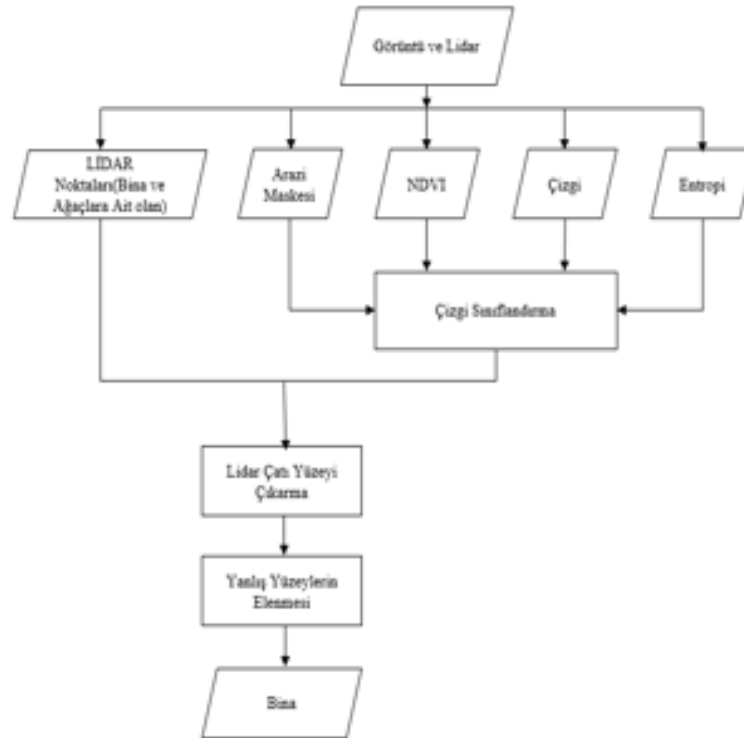 Görüntü ve Lidar
LİDAR
Noktaları(Bina ve
Ağaçlara Ait olan)
Arazi
Maskesi
NDVI
Çizgi
Entropi
Çizgi Sınıflandırma
Lidar Çatı Yüzeyi
Çıkarma
Yanlış Yüzeylerin
Elenmesi
Bina